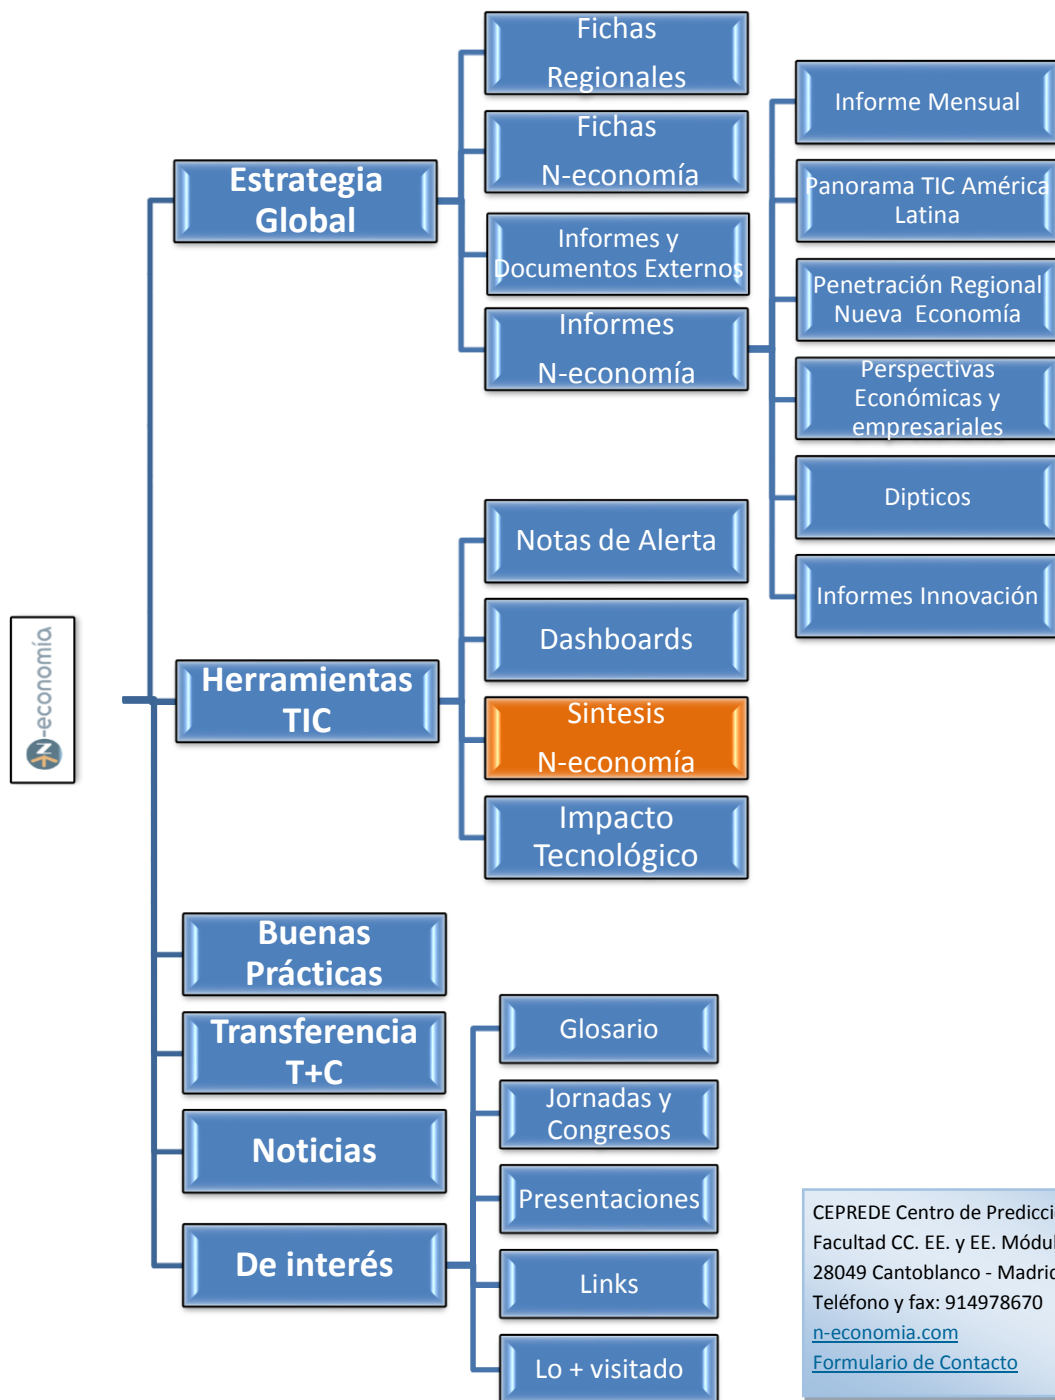 N-economía
Estrategia
Global
Fichas
Regionales
Fichas
N-economía
Informes y
Documentos Externos
Informes
N-economía
Informe Mensual
Panorama TIC América
Latina
Penetración Regional
Nueva Economía
Perspectivas
Económicas y
empresariales
Dipticos
Informes Innovación
Herramientas
TIC
Notas de Alerta
Dashboards
Sintesis
N-economía
Impacto
Tecnológico
Buenas
Prácticas
Transferencia
T+C
Noticias
De interés
Glosario
Jornadas y
Congresos
Presentaciones
Links
Lo + visitado
CEPREDE Centro de
Facultad CC. EE. y EE.
28049 Cantoblanco - Madrid
Teléfono y fax: 914978670
n-economia.com
Formulario de Contacto